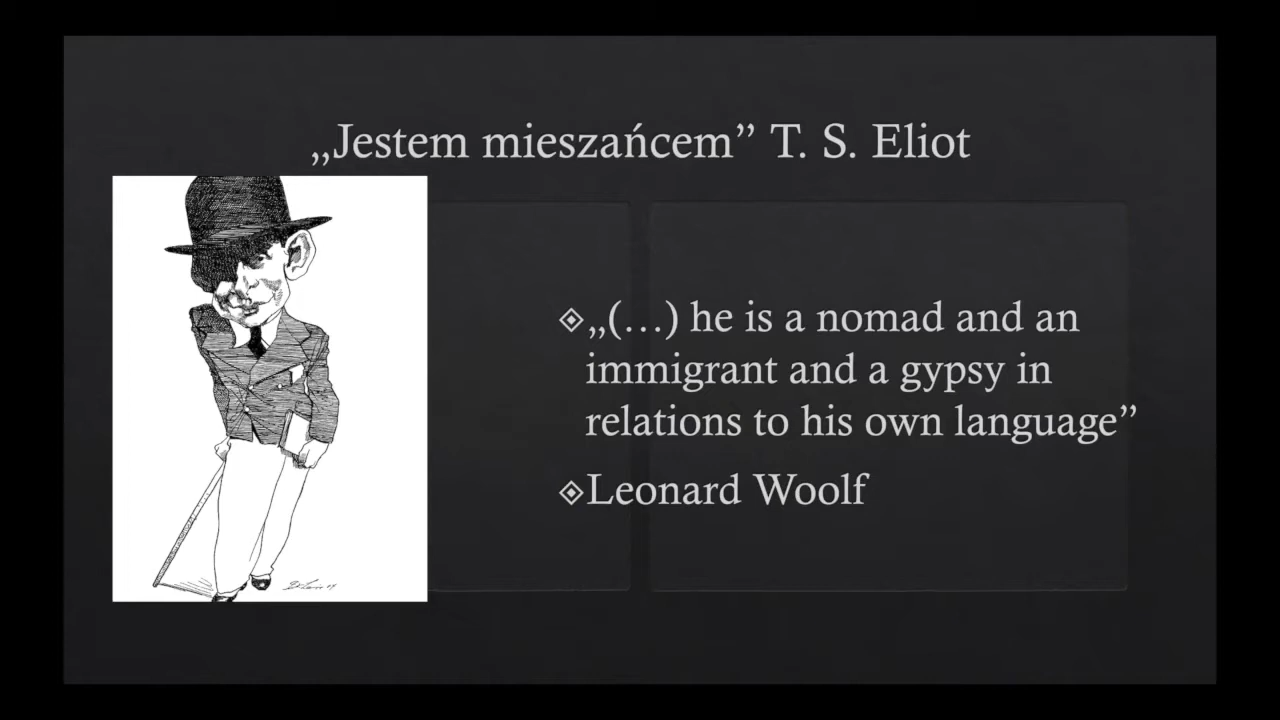 „Jestem mieszańcem” T. S. Eliot
„(…) he is a nomad and an
immigrant and a gypsy in
relations to his own language”
Leonard Woolf